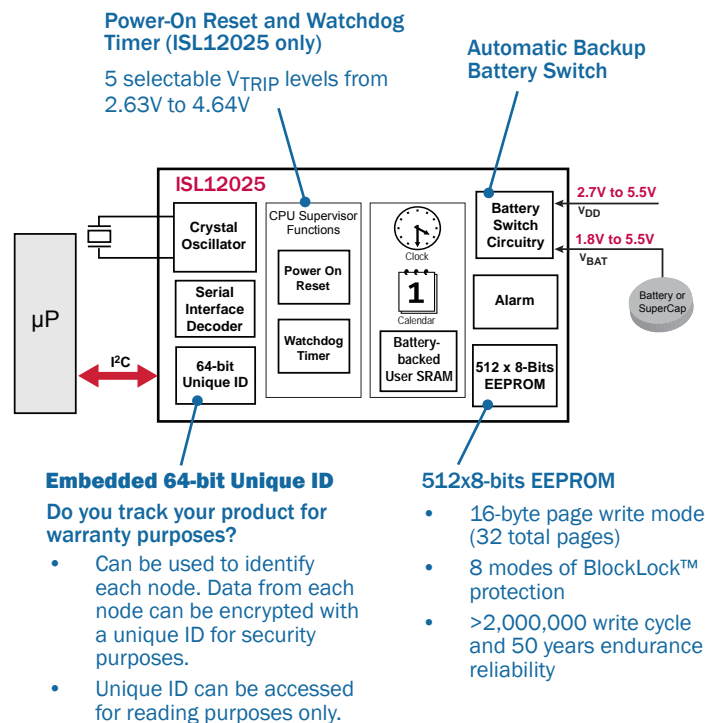 Power-On Reset and Watchdog
Timer (ISL12025 only)
5 selectable VTRIP levels from
2.63V to 4.64V
Automatic Backup
Battery Switch
ISL12025
Crystal
Oscillator
Serial
Interface
Decoder
64-bit
Unique ID
CPU Supervisor
Functions
Power On
Reset
Watchdog
Timer
Clock
1
Calendar
Battery-
backed
User SRAM
Battery
Switch
Circuitry
Alarm
512 x 8-Bits
EEPROM
2.7V to 5.5V
VDD
1.8V to 5.5V
VBAT
Battery or
SuperCap
µP
I²C
Embedded 64-bit Unique ID
Do you track your product for
warranty purposes?
• Can be used to identify
each node. Data from each
node can be encrypted with
a unique ID for security
purposes.
• Unique ID can be accessed
for reading purposes only.
512x8-bits EEPROM
• 16-byte page write mode
(32 total pages)
• 8 modes of BlockLock™
protection
• >2,000,000 write cycle
and 50 years endurance
reliability